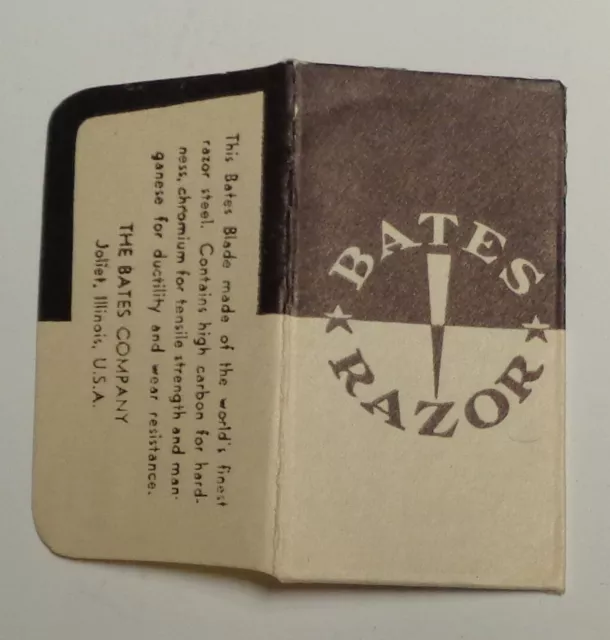 BATES
RAZOR
This Bates Blade made of the world's finest
razor steel. Contains high carbon for hard-
ness, chromium for tensile strength and man-
ganese for ductility and wear resistance.
THE BATES COMPANY
Joliet, Illinois, U.S.A.